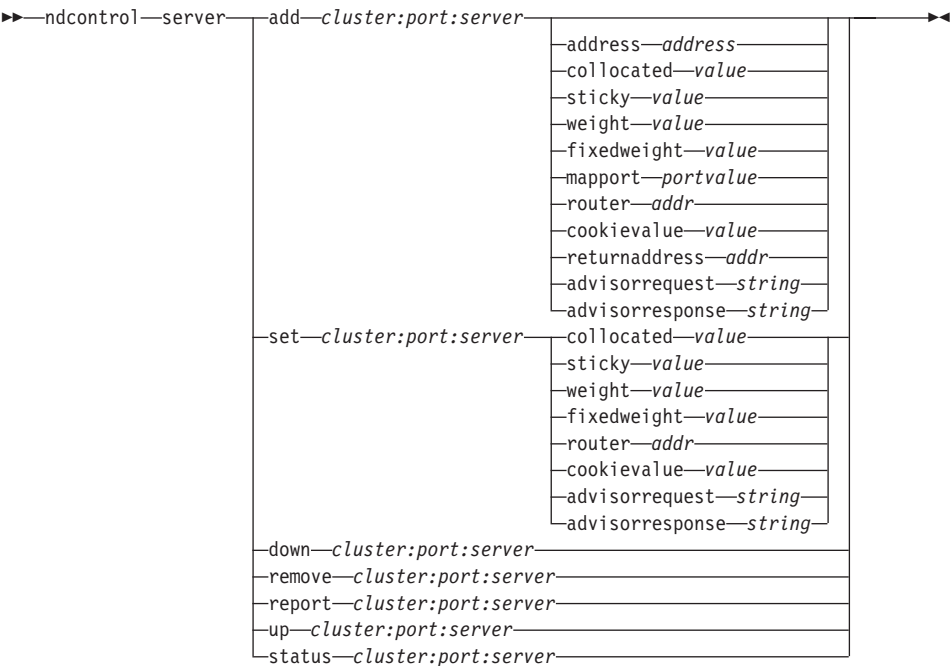 ndcontrol server add cluster:port:server
address address
collocated value
sticky value
weight value
fixedweight value
mapport portvalue
router addr
cookievalue value
returnaddress addr
advisorrequest string
advisorresponse string
set cluster:port:server collocated value
sticky value
weight value
fixedweight value
router addr
cookievalue value
advisorrequest string
advisorresponse string
down cluster:port:server
remove cluster:port:server
report cluster:port:server
up cluster:port:server
status cluster:port:server